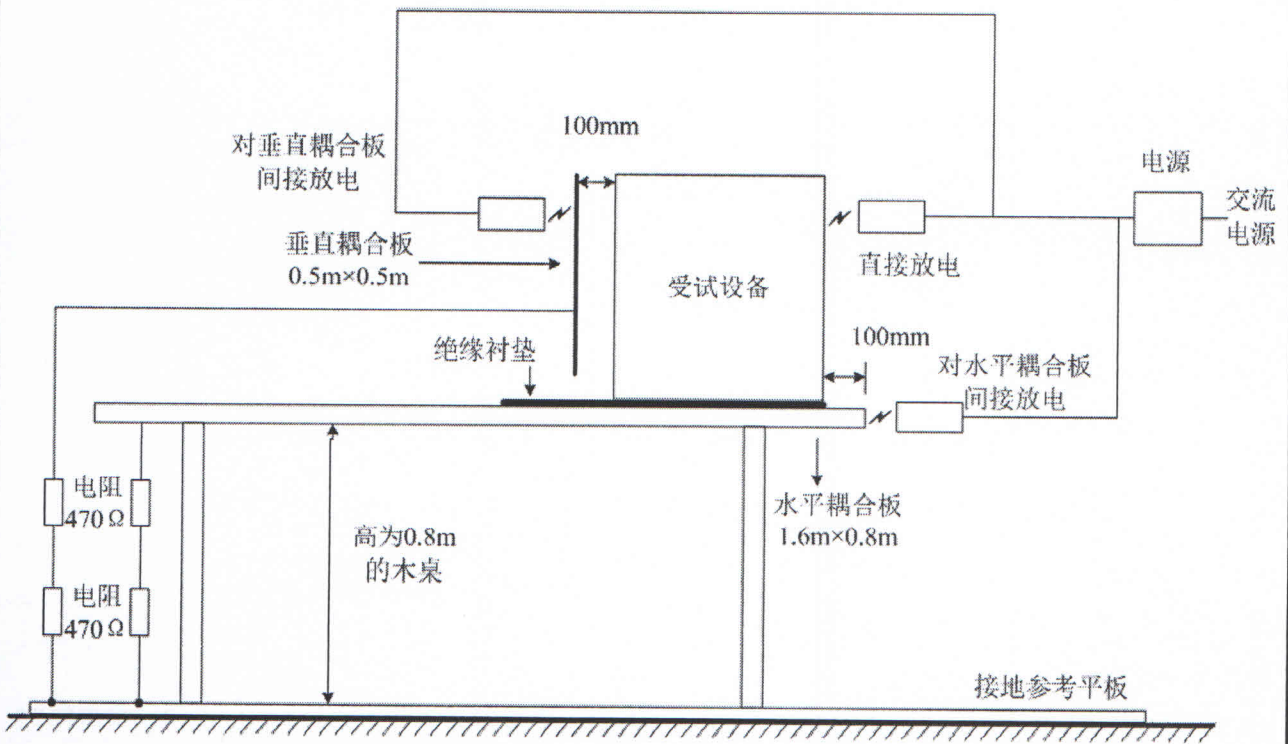 100mm
对垂直耦合板
间接放电
电源
交流
电源
垂直耦合板
0.5m×0.5m
直接放电
受试设备
100mm
绝缘衬垫
对水平耦合板
间接放电
电阻
470Ω
水平耦合板
1.6m×0.8m
高为0.8m
的木桌
电阻
470Ω
接地参考平板